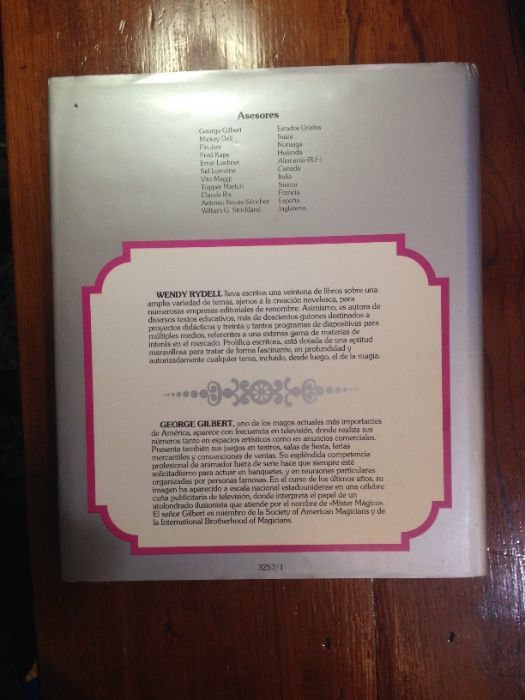 Asesores
George Gilbert Estados Unidos
Mickey Dell Suiza
Fin Jon Noruega
Fred Kaps Holanda
Ernst Lechner Alemania (R.F.)
Sid Lorraine Canadá
Vito Maggi Italia
Topper Martyn Suecia
Claude Rix Francia
Antonio Navas Sánchez España
William G. Strickland Inglaterra
WENDY RYDELL lleva escritos una veintena de libros sobre una
amplia variedad de temas, ajenos a la creación novelesca, para
numerosas empresas editoriales de renombre. Asimismo, es autora de
diversos textos educativos, más de doscientos guiones destinados a
proyectos didácticos y treinta y tantos programas de diapositivas para
múltiples medios, referentes a una extensa gama de materias de
interés en el mercado. Prolífica escritora, está dotada de una aptitud
maravillosa para tratar de forma fascinante, en profundidad y
autorizadamente cualquier tema, incluido, desde luego, el de la magia.
GEORGE GILBERT, uno de los magos actuales más importantes
de América, aparece con frecuencia en televisión, donde realiza sus
números tanto en espacios artísticos como en anuncios comerciales.
Presenta también sus juegos en teatros, salas de fiesta, ferias
mercantiles y convenciones de ventas. Su espléndida competencia
profesional de animador fuera de serie hace que siempre esté
solicitadísimo para actuar en banquetes, y en reuniones particulares
organizadas por personas famosas. En el curso de los últimos años, su
imagen ha aparecido a escala nacional estadounidense en una célebre
cuña publicitaria de televisión, donde interpreta el papel de un
atolondrado ilusionista que atiende por el nombre de «Míster Mágico».
El señor Gilbert es miembro de la Society of American Magicians y de
la International Brotherhood of Magicians.
3257/1